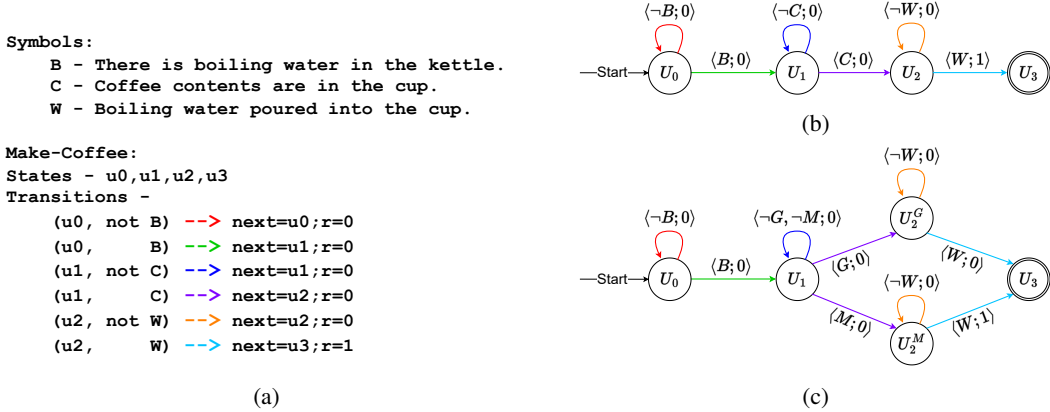 Symbols:
B - There is boiling water in the kettle.
C - Coffee contents are in the cup.
W - Boiling water poured into the cup.
Make-Coffee:
States - u0,u1,u2,u3
Transitions -
(u0, not B) --> next=u0;r=0
(u0, B) --> next=u1;r=0
(u1, not C) --> next=u1;r=0
(u1, C) --> next=u2;r=0
(u2, not W) --> next=u2;r=0
(u2, W) --> next=u3;r=1
(a)
⟨¬B; 0⟩ ⟨¬C; 0⟩ ⟨¬W; 0⟩
Start U₀ ⟨B; 0⟩ U₁ ⟨C; 0⟩ U₂ ⟨W; 1⟩ U₃
(b)
⟨¬W; 0⟩
⟨¬B; 0⟩ ⟨¬G, ¬M; 0⟩ U₂ᴳ
⟨G; 0⟩ ⟨W; 0⟩
Start U₀ ⟨B; 0⟩ U₁ ⟨¬W; 0⟩ U₃
⟨M; 0⟩ ⟨W; 1⟩
U₂ᴹ
(c)